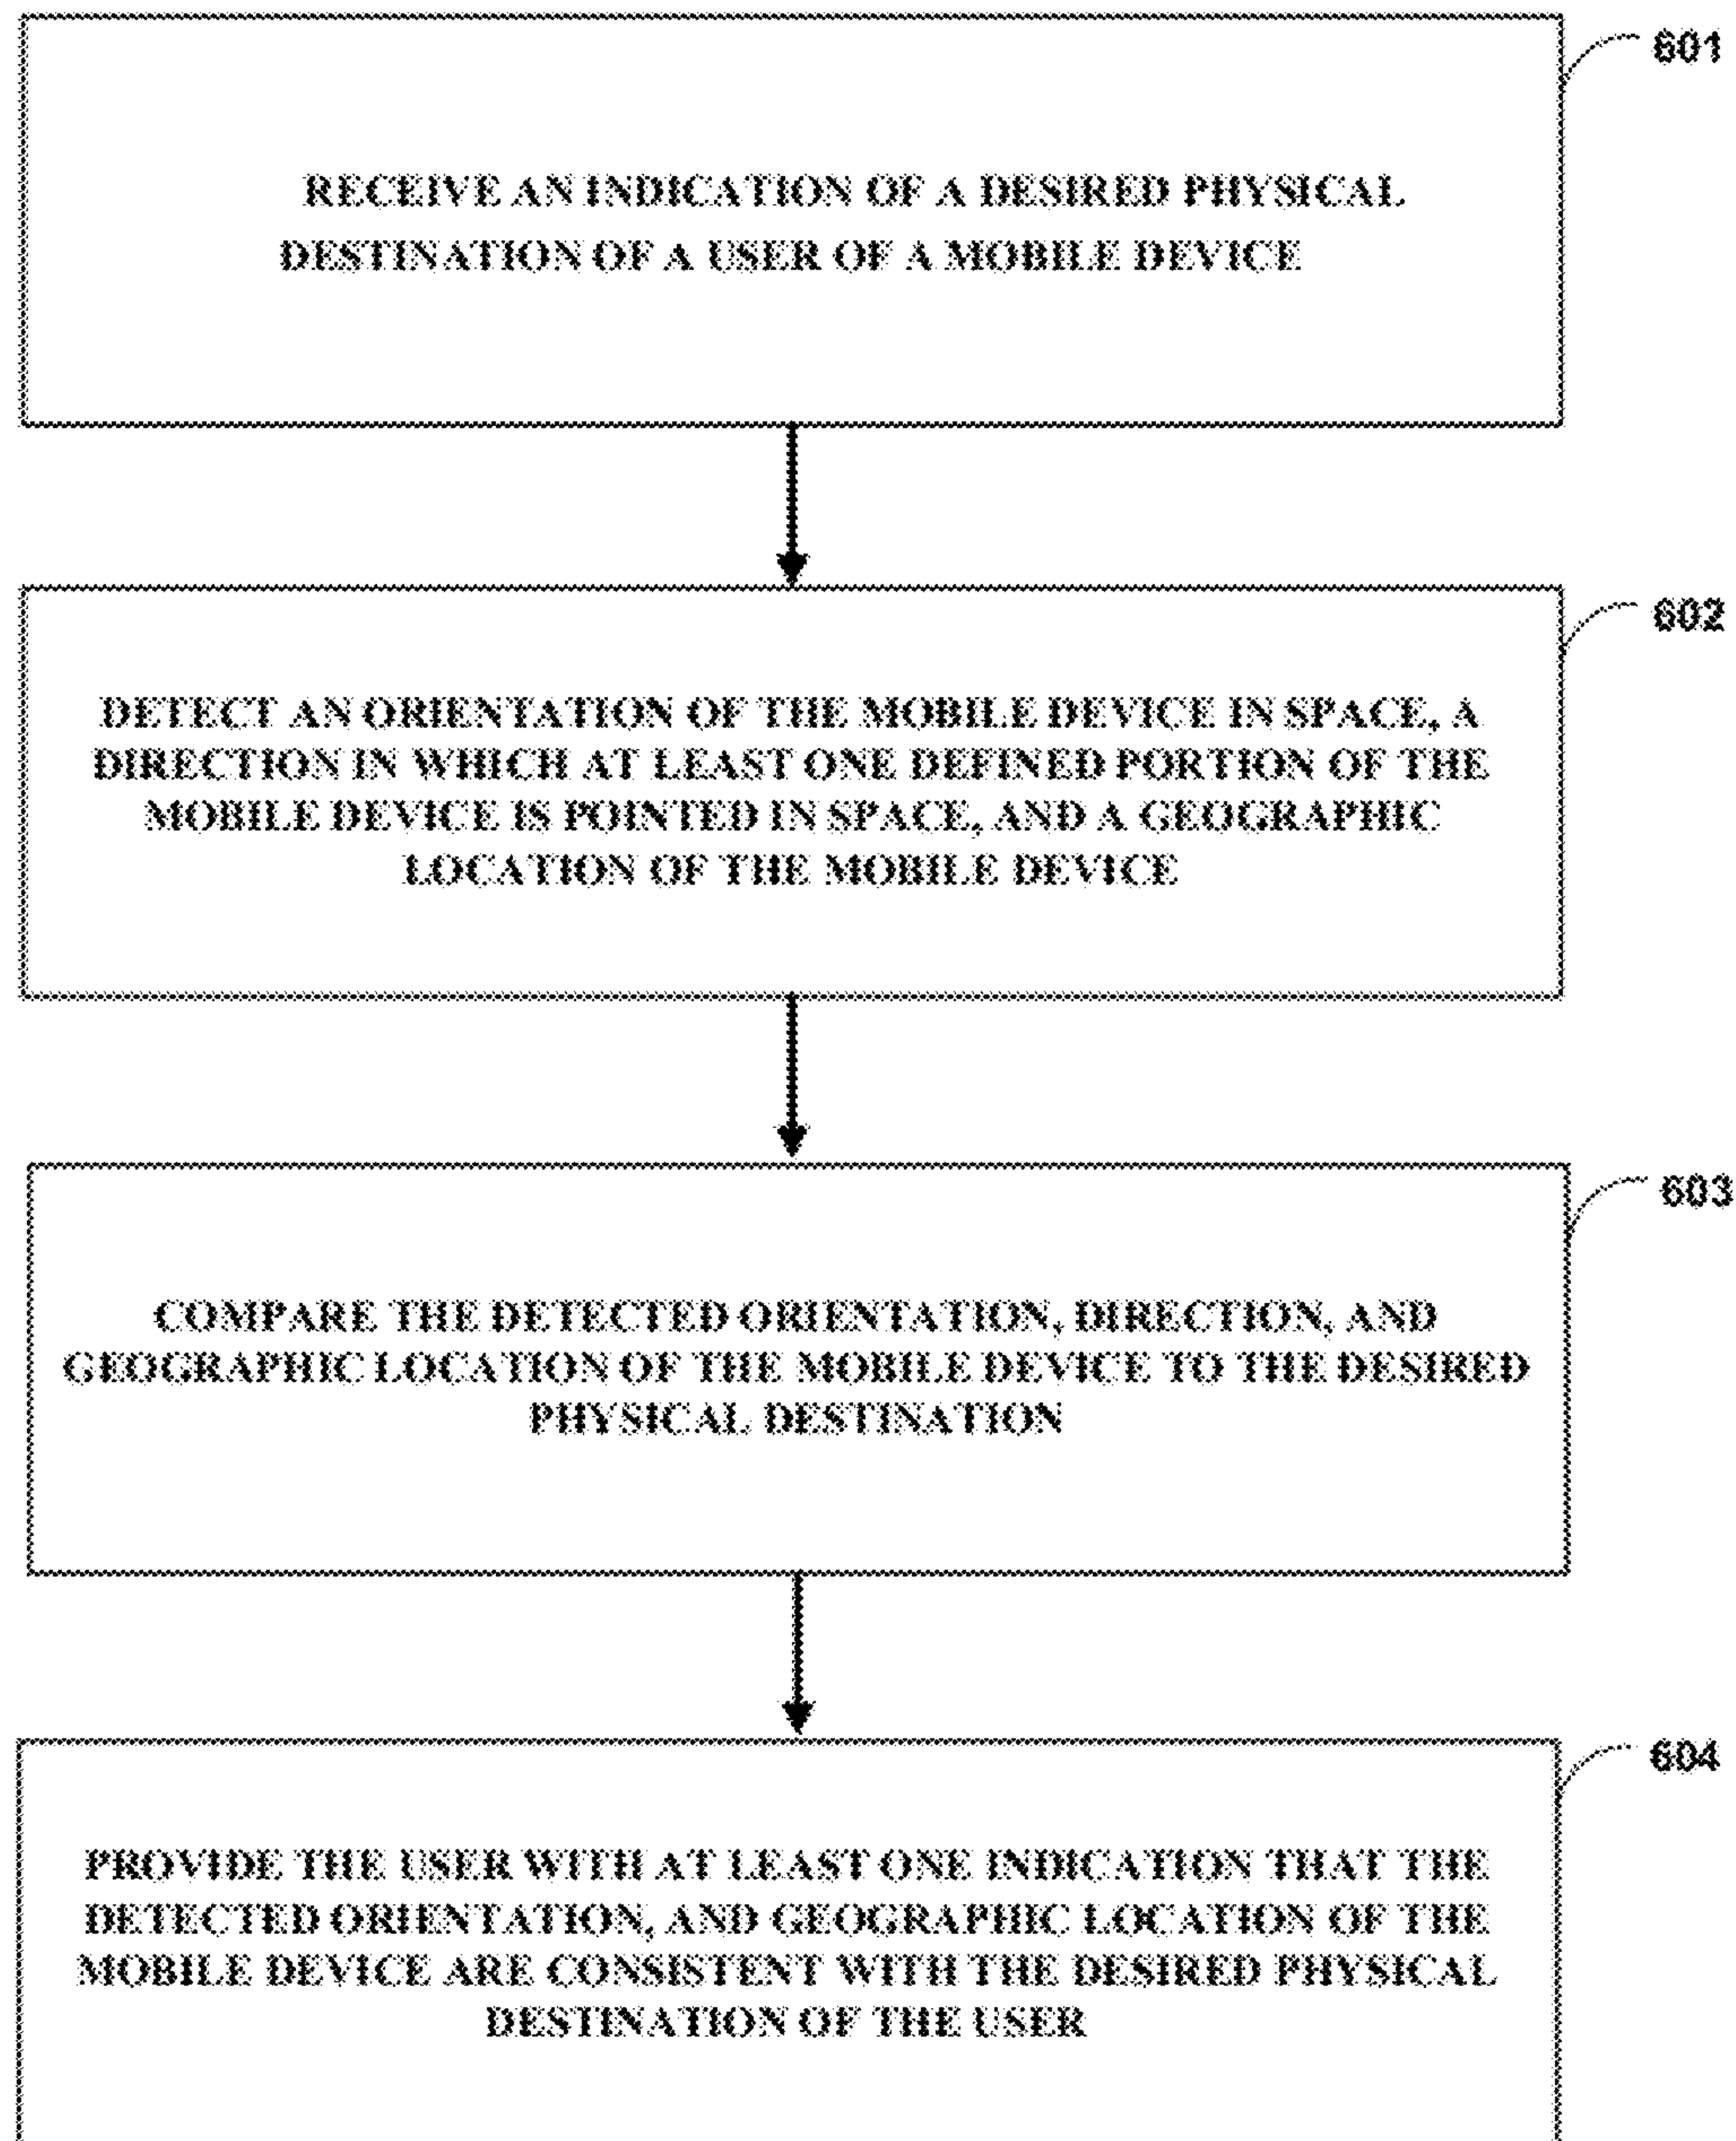 601
RECEIVE AN INDICATION OF A DESIRED PHYSICAL
DESTINATION OF A USER OF A MOBILE DEVICE
602
DETECT AN ORIENTATION OF THE MOBILE DEVICE IN SPACE, A
DIRECTION IN WHICH AT LEAST ONE DEFINED PORTION OF THE
MOBILE DEVICE IS POINTED IN SPACE, AND A GEOGRAPHIC
LOCATION OF THE MOBILE DEVICE
603
COMPARE THE DETECTED ORIENTATION, DIRECTION, AND
GEOGRAPHIC LOCATION OF THE MOBILE DEVICE TO THE DESIRED
PHYSICAL DESTINATION
604
PROVIDE THE USER WITH AT LEAST ONE INDICATION THAT THE
DETECTED ORIENTATION, AND GEOGRAPHIC LOCATION OF THE
MOBILE DEVICE ARE CONSISTENT WITH THE DESIRED PHYSICAL
DESTINATION OF THE USER